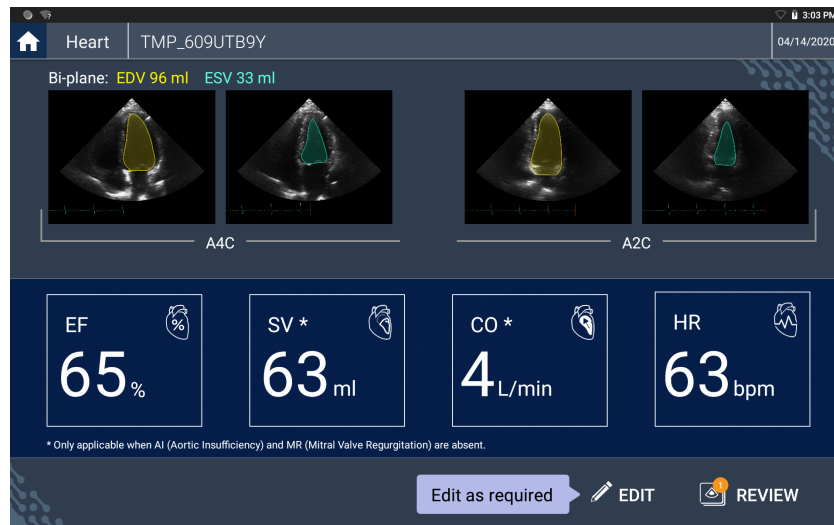 3:03 PM
Heart
TMP_609UTB9Y
04/14/2020
Bi-plane: EDV 96 ml ESV 33 ml
A4C
A2C
EF
65 %
SV *
63 ml
CO *
4 L/min
HR
63 bpm
* Only applicable when AI (Aortic Insufficiency) and MR (Mitral Valve Regurgitation) are absent.
Edit as required
EDIT
1
REVIEW